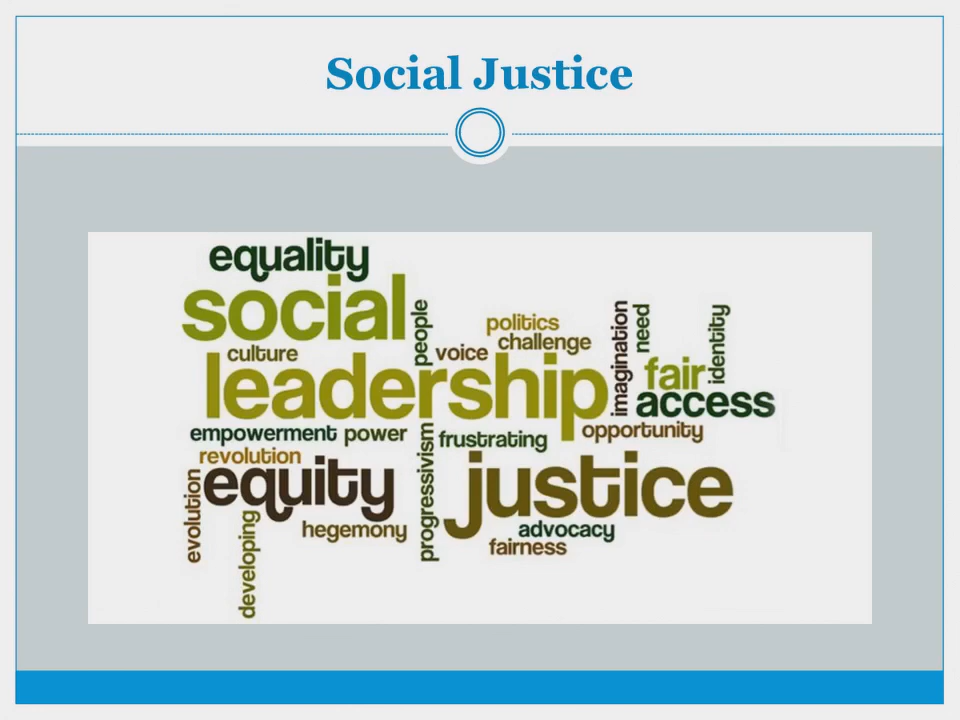 Social Justice
equality
social
people
politics
imagination
need
identity
culture
voice
challenge
leadership
fair
access
empowerment
power
progressivism
frustrating
opportunity
revolution
evolution
equity
justice
hegemony
advocacy
developing
fairness